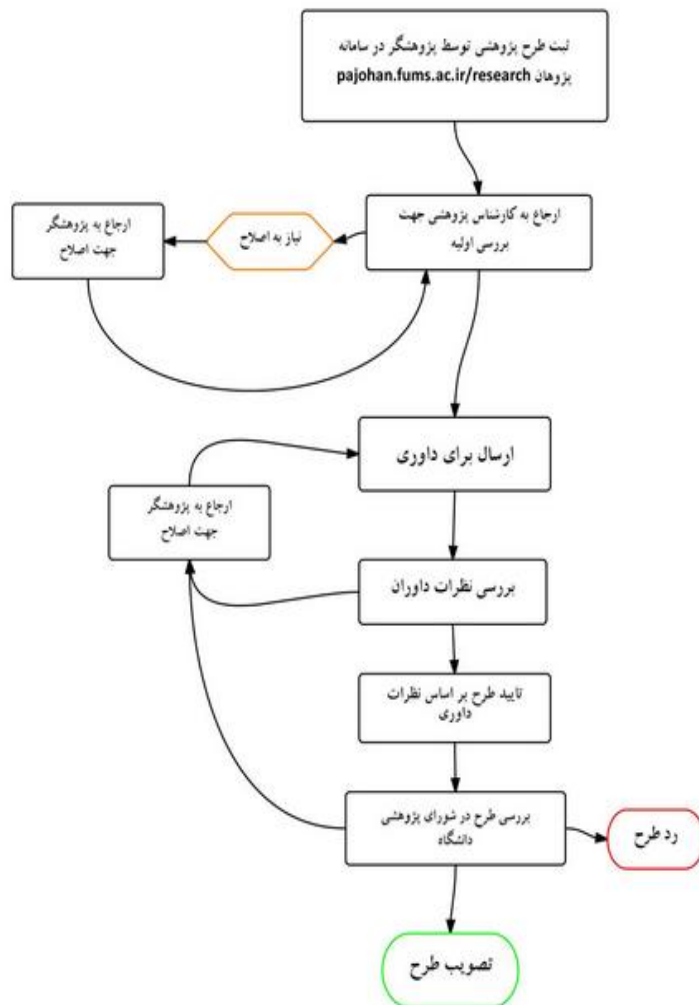 ثبت طرح پژوهشی توسط پژوهشگر در سامانه
پژوهان pajohan.fums.ac.ir/research
ارجاع به کارشناس پژوهشی جهت
بررسی اولیه
نیاز به اصلاح
ارجاع به پژوهشگر
جهت اصلاح
ارسال برای داوری
ارجاع به پژوهشگر
جهت اصلاح
بررسی نظرات داوران
تایید طرح بر اساس نظرات
داوری
بررسی طرح در شورای پژوهشی
دانشگاه
رد طرح
تصویب طرح